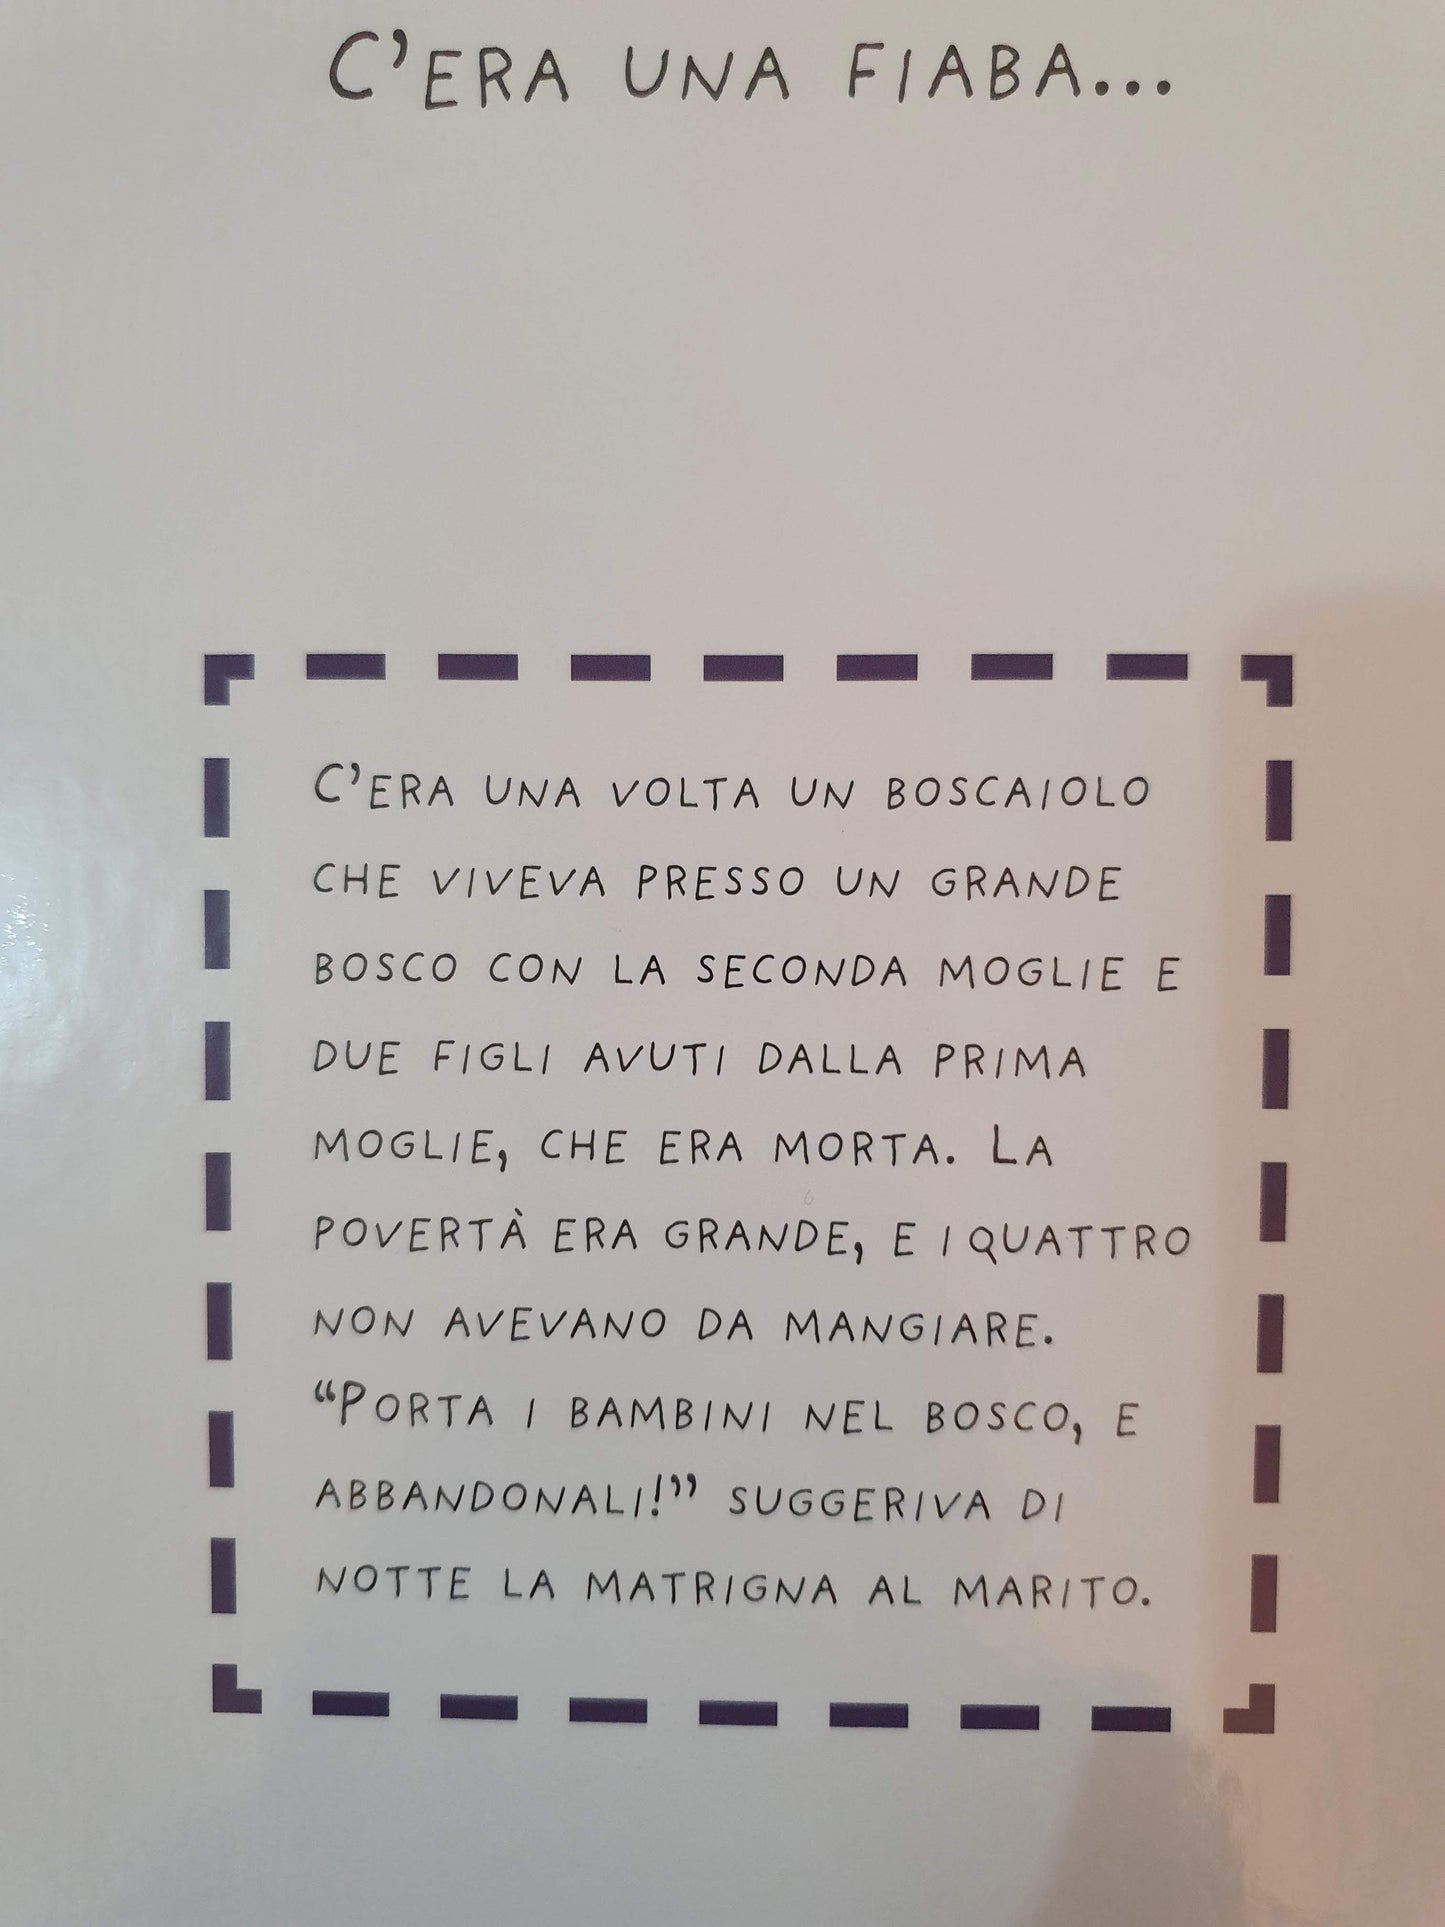 C'ERA UNA FIABA...
C'ERA UNA VOLTA UN BOSCAIOLO
CHE VIVEVA PRESSO UN GRANDE
BOSCO CON LA SECONDA MOGLIE E
DUE FIGLI AVUTI DALLA PRIMA
MOGLIE, CHE ERA MORTA. LA
POVERTÀ ERA GRANDE, E I QUATTRO
NON AVEVANO DA MANGIARE.
“PORTA I BAMBINI NEL BOSCO, E
ABBANDONALI!” SUGGERIVA DI
NOTTE LA MATRIGNA AL MARITO.